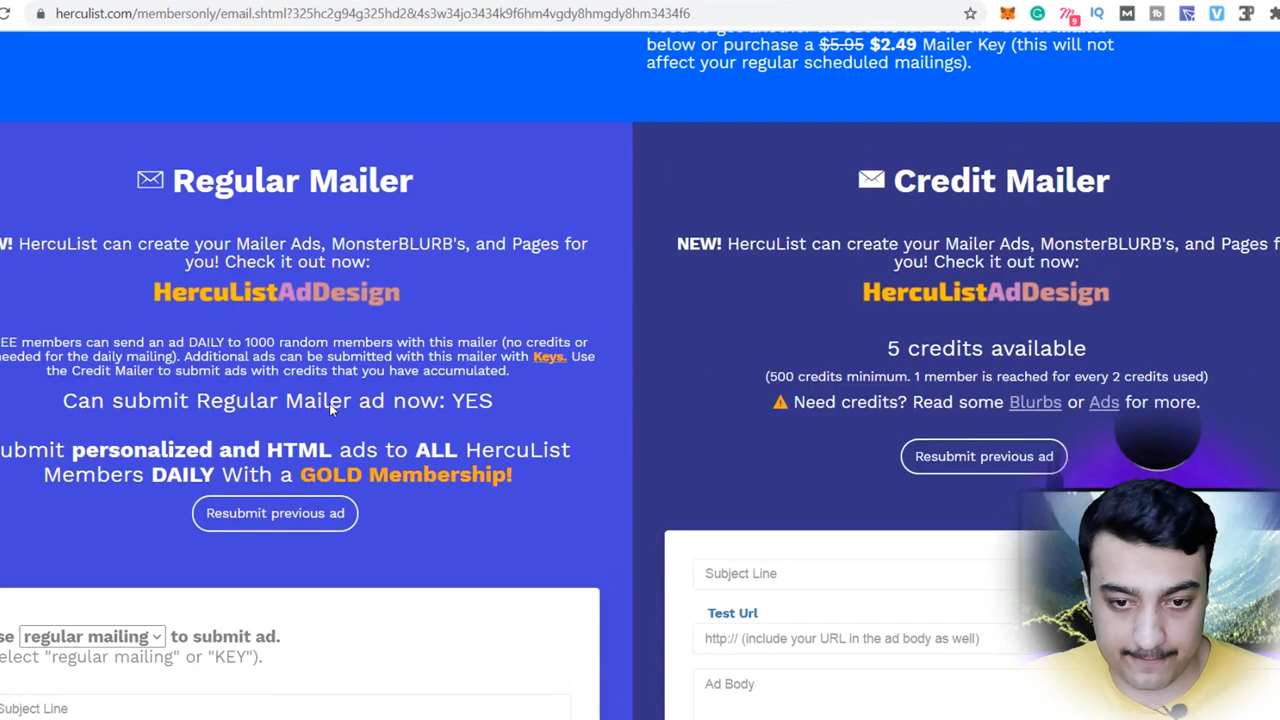 herculist.com/membersonly/email.shtml?325hc2g94g325hd2&4s3w34jo3434k9f6hm4vgdy8hmgdy8hm3434f6
below or purchase a $5.95 $2.49 Mailer Key (this will not
affect your regular scheduled mailings).
Regular Mailer
W! HercuList can create your Mailer Ads, MonsterBLURB's, and Pages for
you! Check it out now:
HercuListAdDesign
EE members can send an ad DAILY to 1000 random members with this mailer (no credits or
needed for the daily mailing). Additional ads can be submitted with this mailer with Keys. Use
the Credit Mailer to submit ads with credits that you have accumulated.
Can submit Regular Mailer ad now: YES
ubmit personalized and HTML ads to ALL HercuList
Members DAILY With a GOLD Membership!
Resubmit previous ad
se regular mailing to submit ad.
elect "regular mailing" or "KEY").
Subject Line
Credit Mailer
NEW! HercuList can create your Mailer Ads, MonsterBLURB's, and Pages f
you! Check it out now:
HercuListAdDesign
5 credits available
(500 credits minimum. 1 member is reached for every 2 credits used)
Need credits? Read some Blurbs or Ads for more.
Resubmit previous ad
Subject Line
Test Url
http:// (include your URL in the ad body as well)
Ad Body